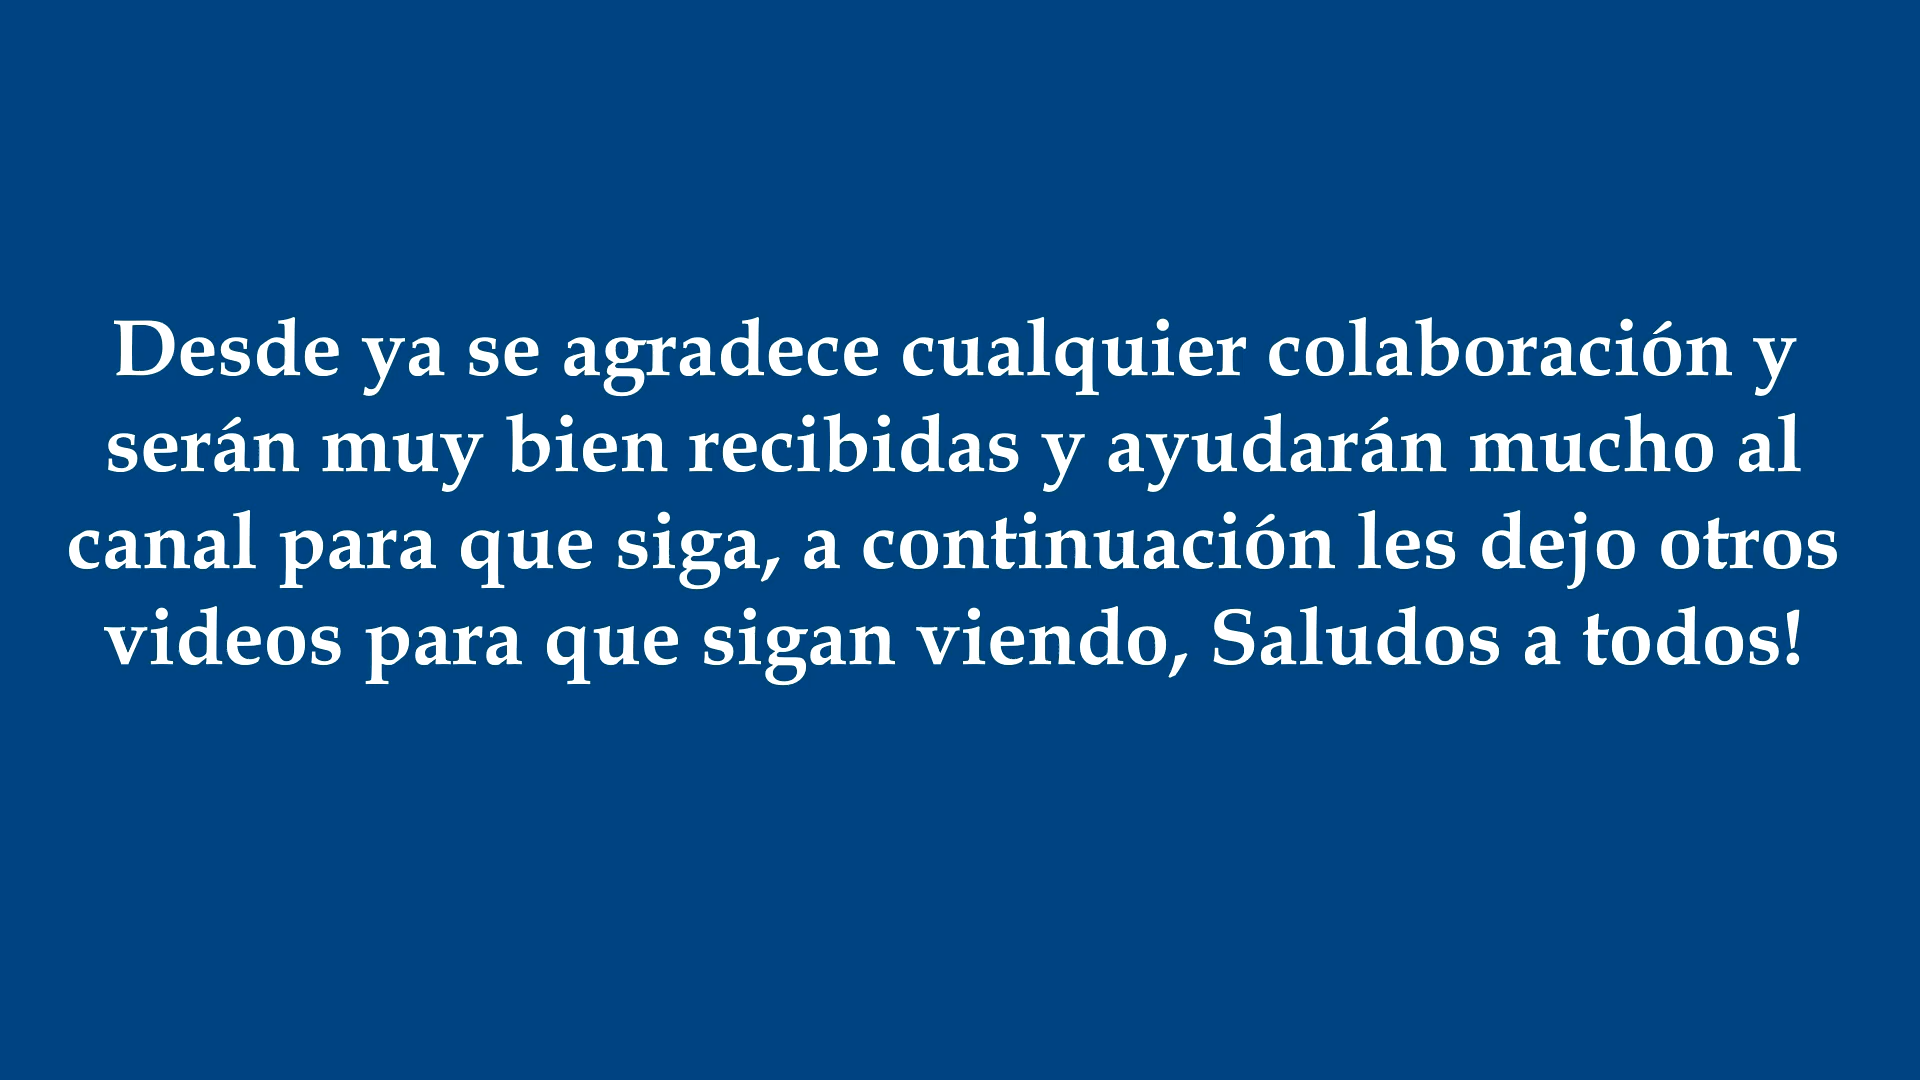 Desde ya se agradece cualquier colaboración y
serán muy bien recibidas y ayudarán mucho al
canal para que siga, a continuación les dejo otros
videos para que sigan viendo, Saludos a todos!